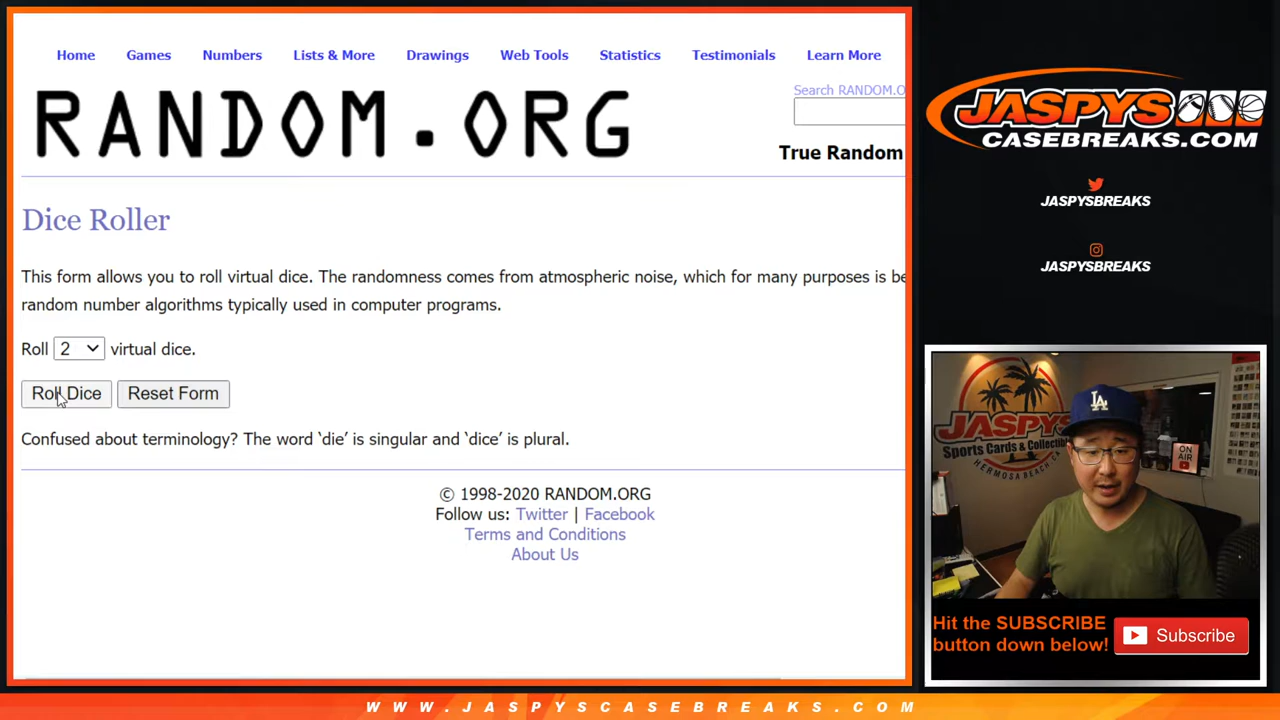 Home Games Numbers Lists & More Drawings Web Tools Statistics Testimonials Learn More
Search RANDOM.O
RANDOM.ORG
True Random
Dice Roller
This form allows you to roll virtual dice. The randomness comes from atmospheric noise, which for many purposes is be
random number algorithms typically used in computer programs.
Roll 2 virtual dice.
Roll Dice Reset Form
Confused about terminology? The word ‘die’ is singular and ‘dice’ is plural.
© 1998-2020 RANDOM.ORG
Follow us: Twitter | Facebook
Terms and Conditions
About Us
JASPYS
CASEBREAKS.COM
JASPYSBREAKS
JASPYSBREAKS
JASPYS
Sports Cards & Collectib
HERMOSA BEACH, C
LA
ON
AIR
Hit the SUBSCRIBE
button down below!
Subscribe
WWW.JASPYSCASEBREAKS.COM